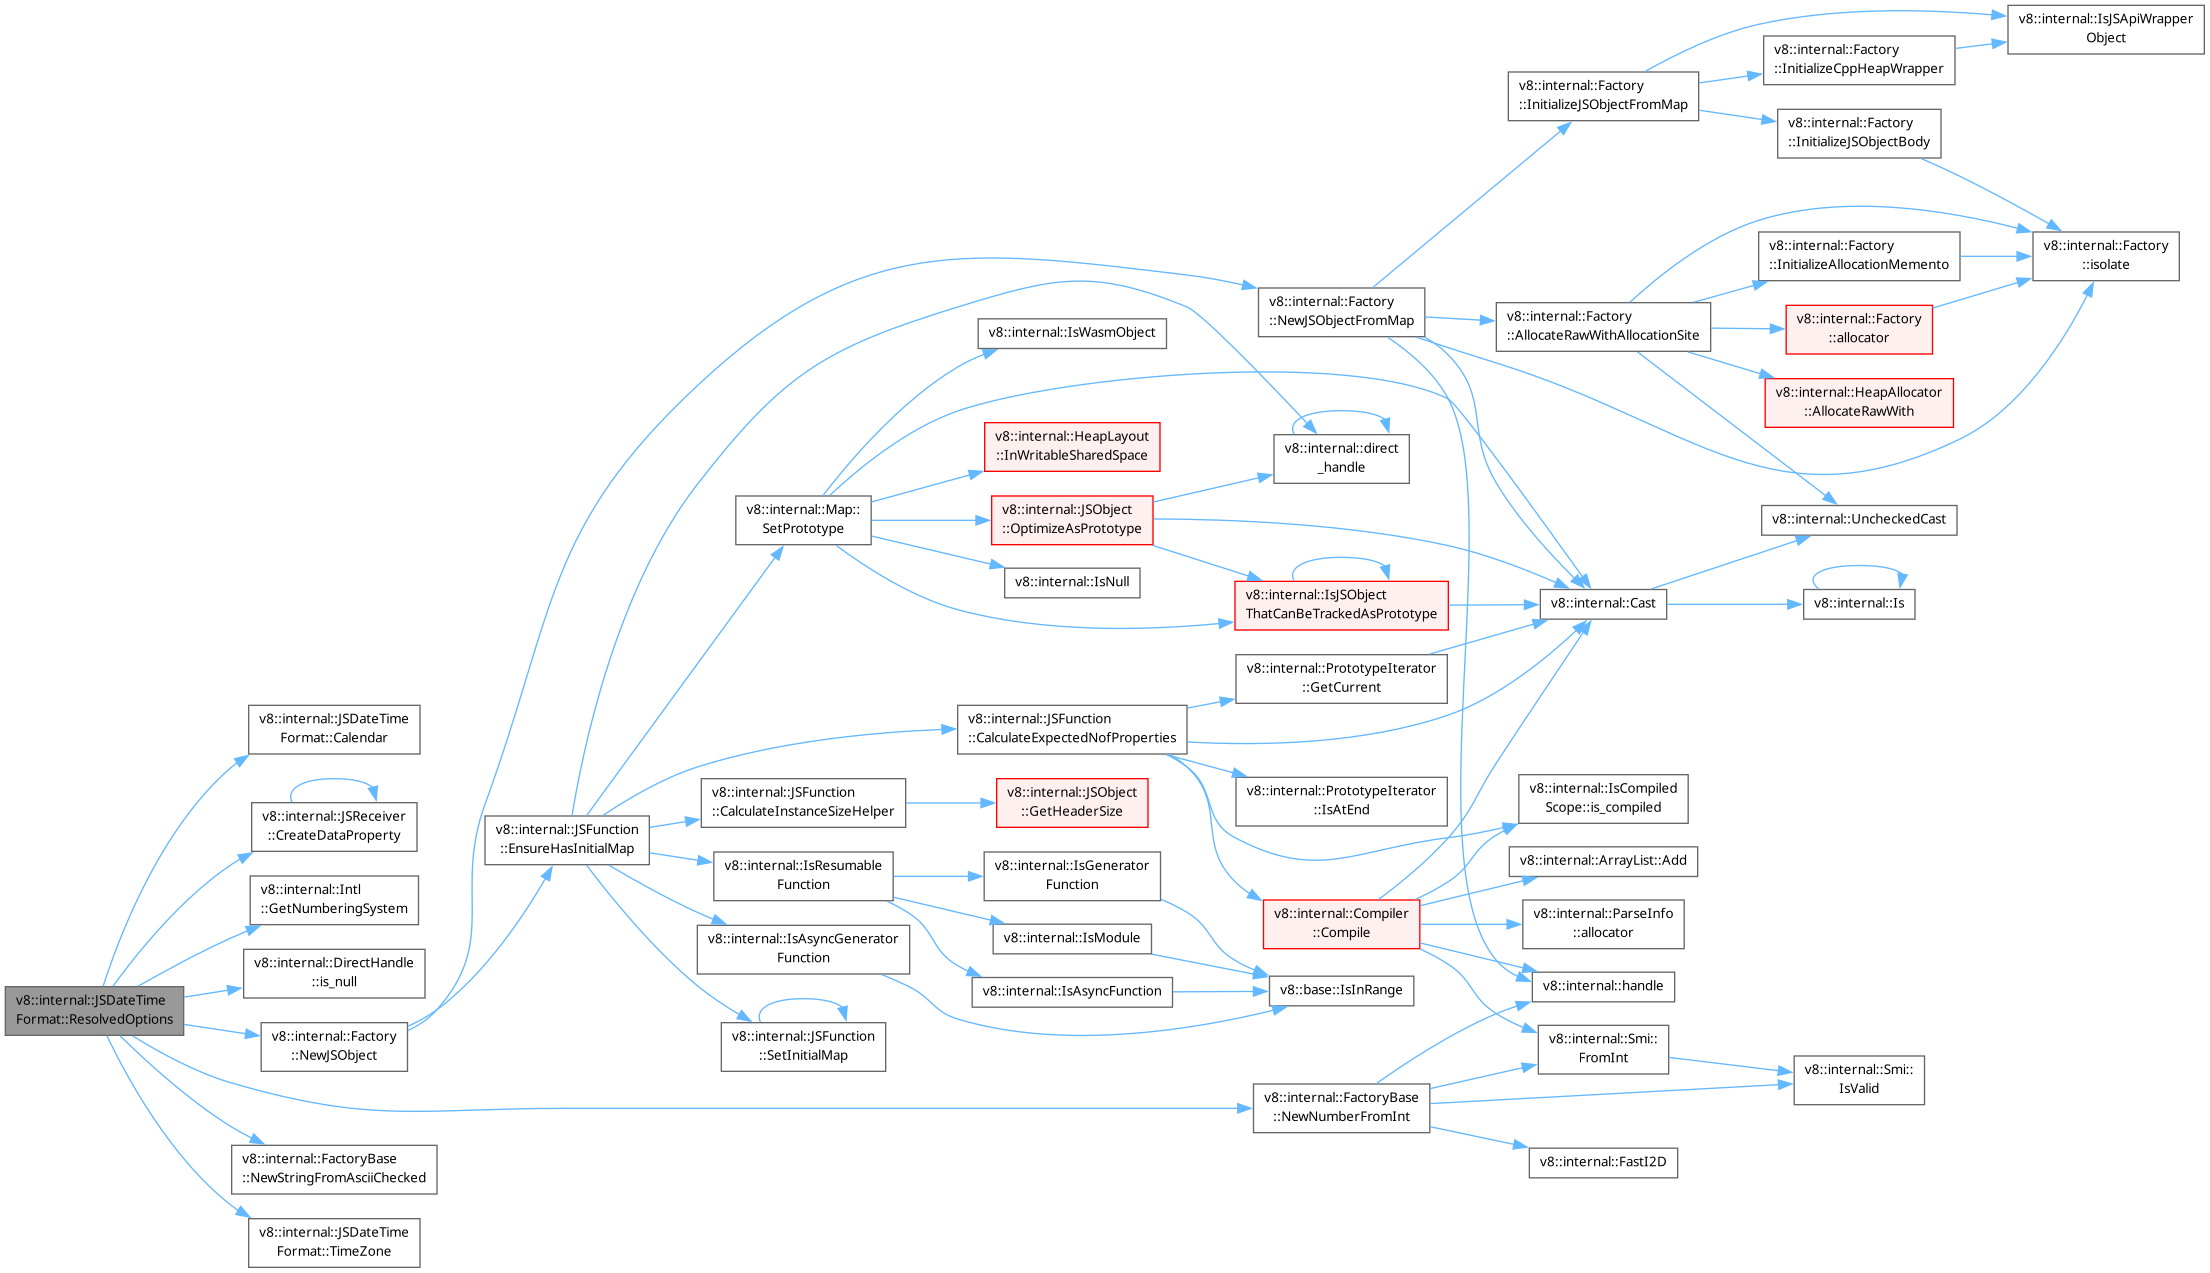 v8::internal::JSDateTime
Format::ResolvedOptions
v8::internal::JSDateTime
Format::Calendar
v8::internal::JSReceiver
::CreateDataProperty
v8::internal::Intl
::GetNumberingSystem
v8::internal::DirectHandle
::is_null
v8::internal::Factory
::NewJSObject
v8::internal::FactoryBase
::NewStringFromAsciiChecked
v8::internal::JSDateTime
Format::TimeZone
v8::internal::JSFunction
::EnsureHasInitialMap
v8::internal::Map::
SetPrototype
v8::internal::JSFunction
::CalculateInstanceSizeHelper
v8::internal::IsResumable
Function
v8::internal::IsAsyncGenerator
Function
v8::internal::JSFunction
::SetInitialMap
v8::internal::IsWasmObject
v8::internal::HeapLayout
::InWritableSharedSpace
v8::internal::JSObject
::OptimizeAsPrototype
v8::internal::IsNull
v8::internal::JSFunction
::CalculateExpectedNofProperties
v8::internal::JSObject
::GetHeaderSize
v8::internal::IsGenerator
Function
v8::internal::IsModule
v8::internal::IsAsyncFunction
v8::internal::Factory
::NewJSObjectFromMap
v8::internal::direct
_handle
v8::internal::IsJSObject
ThatCanBeTrackedAsPrototype
v8::internal::PrototypeIterator
::GetCurrent
v8::internal::PrototypeIterator
::IsAtEnd
v8::internal::Compiler
::Compile
v8::base::IsInRange
v8::internal::FactoryBase
::NewNumberFromInt
v8::internal::Factory
::InitializeJSObjectFromMap
v8::internal::Factory
::AllocateRawWithAllocationSite
v8::internal::Cast
v8::internal::IsCompiled
Scope::is_compiled
v8::internal::ArrayList::Add
v8::internal::ParseInfo
::allocator
v8::internal::handle
v8::internal::Smi::
FromInt
v8::internal::FastI2D
v8::internal::Factory
::InitializeCppHeapWrapper
v8::internal::Factory
::InitializeJSObjectBody
v8::internal::Factory
::InitializeAllocationMemento
v8::internal::Factory
::allocator
v8::internal::HeapAllocator
::AllocateRawWith
v8::internal::UncheckedCast
v8::internal::Is
v8::internal::Smi::
IsValid
v8::internal::IsJSApiWrapper
Object
v8::internal::Factory
::isolate